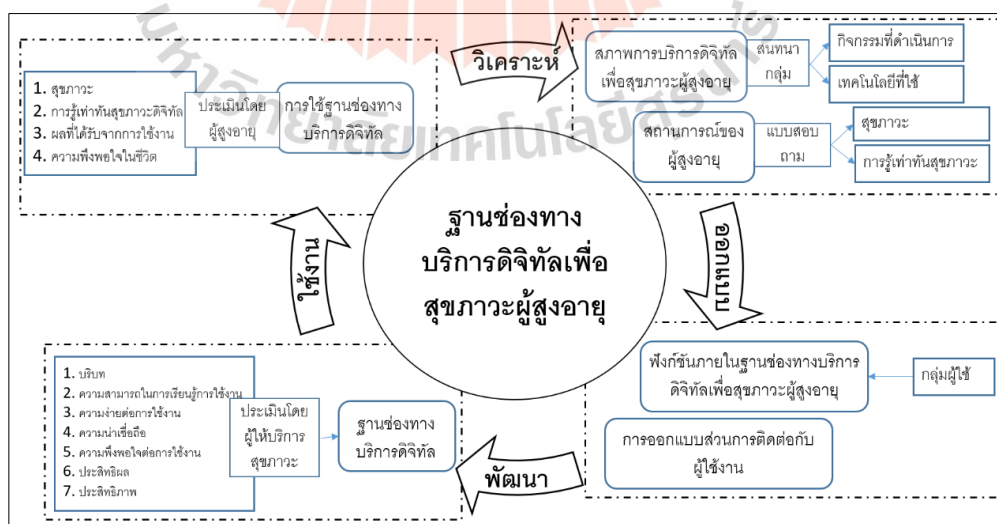 มหาวิทยาลัยเทคโนโลยีสุรนารี
วิเคราะห์
สภาพการบริการดิจิทัล
เพื่อสุขภาวะผู้สูงอายุ
สนทนา
กลุ่ม
กิจกรรมที่ดำเนินการ
เทคโนโลยีที่ใช้
สถานการณ์ของ
ผู้สูงอายุ
แบบสอบ
ถาม
สุขภาวะ
การรู้เท่าทันสุขภาวะ
ออกแบบ
ฟังก์ชันภายในฐานช่องทางบริการ
ดิจิทัลเพื่อสุขภาวะผู้สูงอายุ
กลุ่มผู้ใช้
การออกแบบส่วนการติดต่อกับ
ผู้ใช้งาน
พัฒนา
ฐานช่องทาง
บริการดิจิทัล
ประเมินโดย
ผู้ให้บริการ
สุขภาวะ
1. บริบท
2. ความสามารถในการเรียนรู้การใช้งาน
3. ความง่ายต่อการใช้งาน
4. ความน่าเชื่อถือ
5. ความพึงพอใจต่อการใช้งาน
6. ประสิทธิผล
7. ประสิทธิภาพ
ใช้งาน
การใช้ฐานช่องทาง
บริการดิจิทัล
ประเมินโดย
ผู้สูงอายุ
1. สุขภาวะ
2. การรู้เท่าทันสุขภาวะดิจิทัล
3. ผลที่ได้รับจากการใช้งาน
4. ความพึงพอใจในชีวิต
ฐานช่องทาง
บริการดิจิทัลเพื่อ
สุขภาวะผู้สูงอายุ